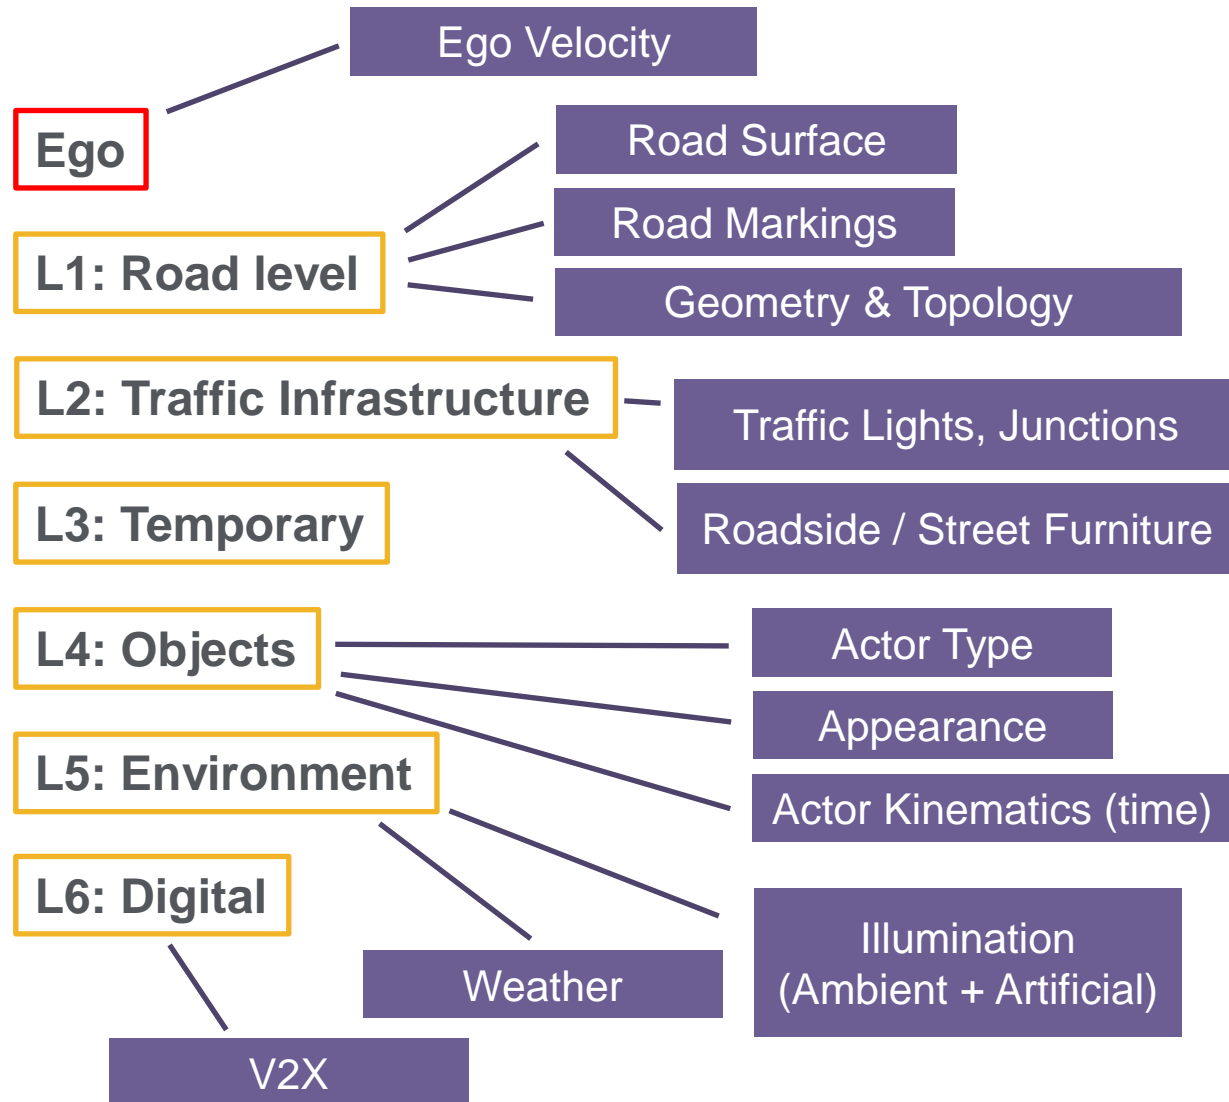 Ego Velocity
Ego
Road Surface
Road Markings
L1: Road level
Geometry & Topology
L2: Traffic Infrastructure
Traffic Lights, Junctions
L3: Temporary
Roadside / Street Furniture
L4: Objects
Actor Type
Appearance
L5: Environment
Actor Kinematics (time)
L6: Digital
Illumination
(Ambient + Artificial)
Weather
V2X